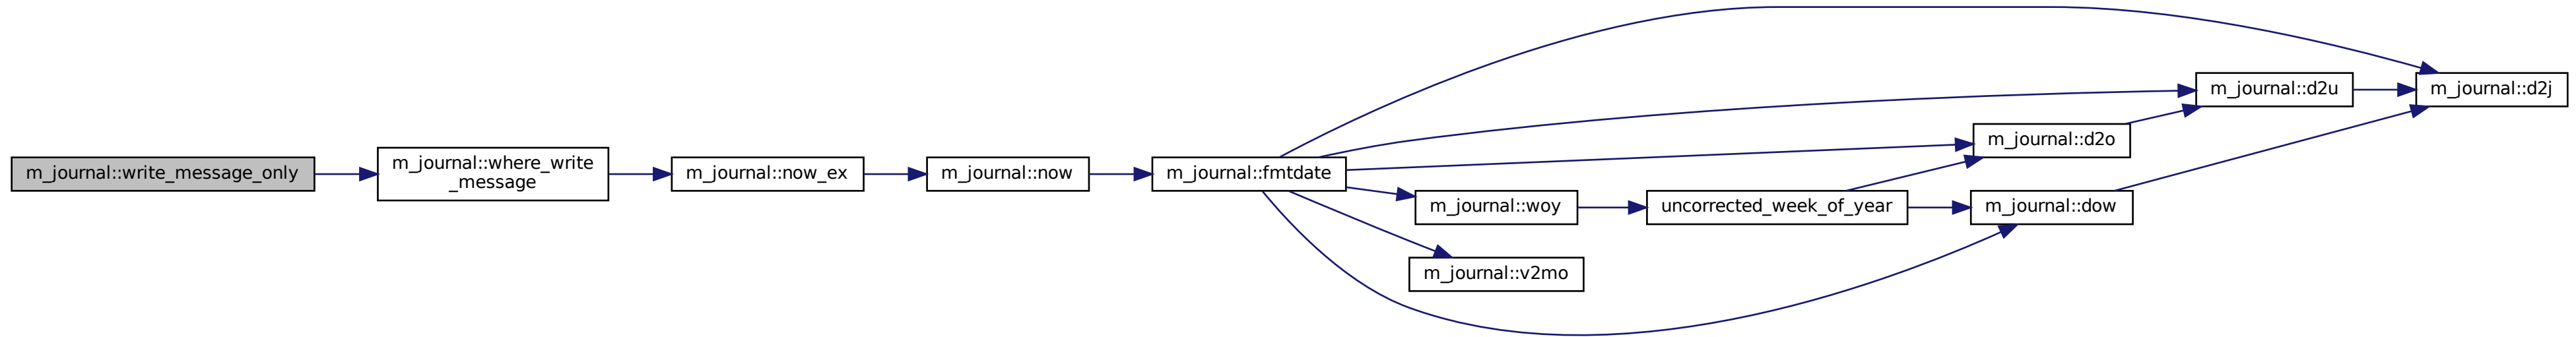 m_journal::write_message_only
m_journal::where_write
_message
m_journal::now_ex
m_journal::now
m_journal::fmtdate
m_journal::d2j
m_journal::d2u
m_journal::d2o
m_journal::woy
uncorrected_week_of_year
m_journal::dow
m_journal::v2mo